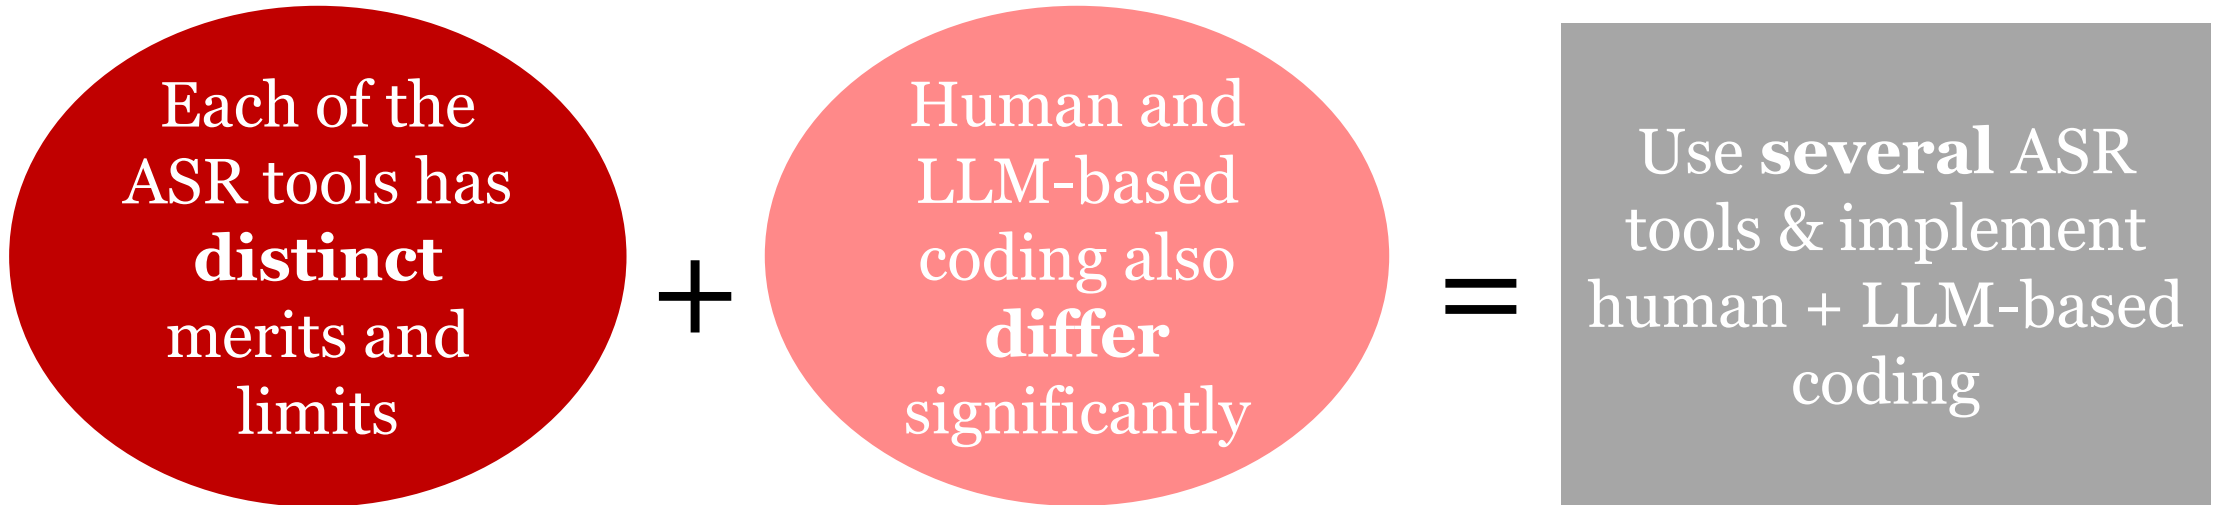 Each of the
ASR tools has
distinct
merits and
limits
+
Human and
LLM-based
coding also
differ
significantly
=
Use several ASR
tools & implement
human + LLM-based
coding